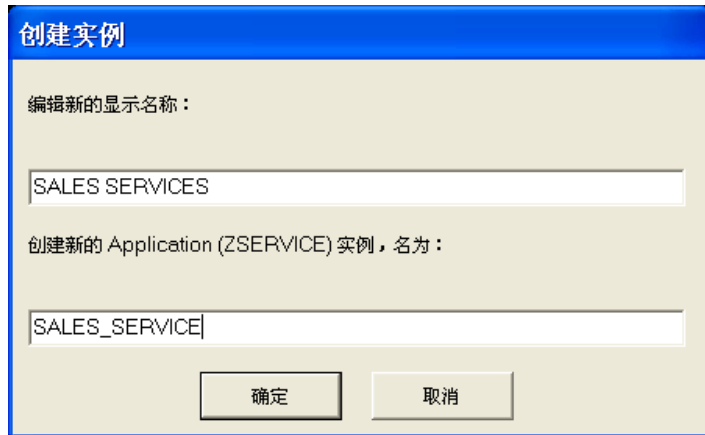 创建实例
编辑新的显示名称：
SALES SERVICES
创建新的 Application (ZSERVICE) 实例，名为：
SALES_SERVICE
确定 取消